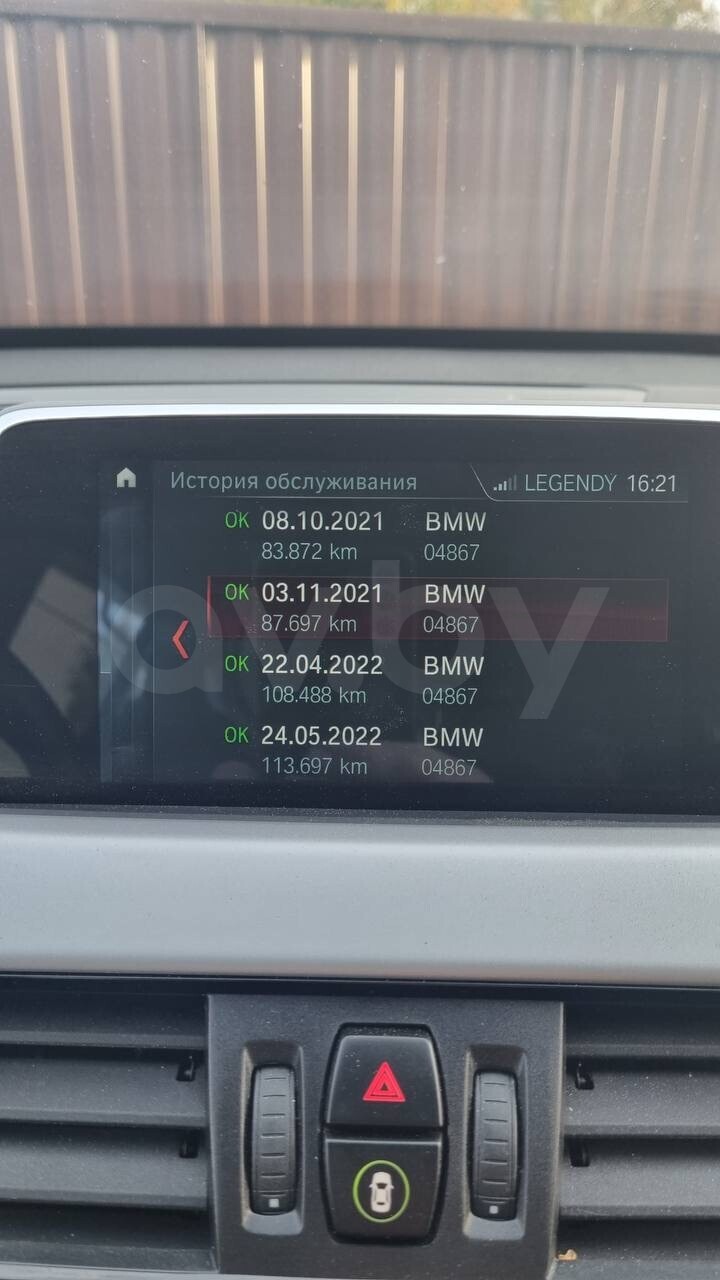 История обслуживания LEGENDY 16:21
OK 08.10.2021 BMW
83.872 km 04867
OK 03.11.2021 BMW
87.697 km 04867
OK 22.04.2022 BMW
108.488 km 04867
OK 24.05.2022 BMW
113.697 km 04867
avby